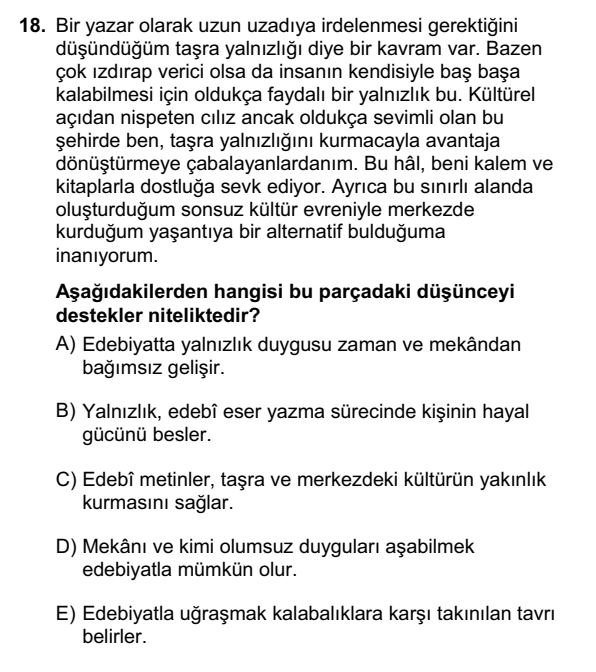 18. Bir yazar olarak uzun uzadıya irdelenmesi gerektiğini
düşündüğüm taşra yalnızlığı diye bir kavram var. Bazen
çok ızdırap verici olsa da insanın kendisiyle baş başa
kalabilmesi için oldukça faydalı bir yalnızlık bu. Kültürel
açıdan nispeten cılız ancak oldukça sevimli olan bu
şehirde ben, taşra yalnızlığını kurmacayla avantaja
dönüştürmeye çabalayanlardanım. Bu hâl, beni kalem ve
kitaplarla dostluğa sevk ediyor. Ayrıca bu sınırlı alanda
oluşturduğum sonsuz kültür evreniyle merkezde
kurduğum yaşantıya bir alternatif bulduğuma
inanıyorum.
Aşağıdakilerden hangisi bu parçadaki düşünceyi
destekler niteliktedir?
A) Edebiyatta yalnızlık duygusu zaman ve mekândan
bağımsız gelişir.
B) Yalnızlık, edebî eser yazma sürecinde kişinin hayal
gücünü besler.
C) Edebî metinler, taşra ve merkezdeki kültürün yakınlık
kurmasını sağlar.
D) Mekânı ve kimi olumsuz duyguları aşabilmek
edebiyatla mümkün olur.
E) Edebiyatla uğraşmak kalabalıklara karşı takınılan tavrı
belirler.